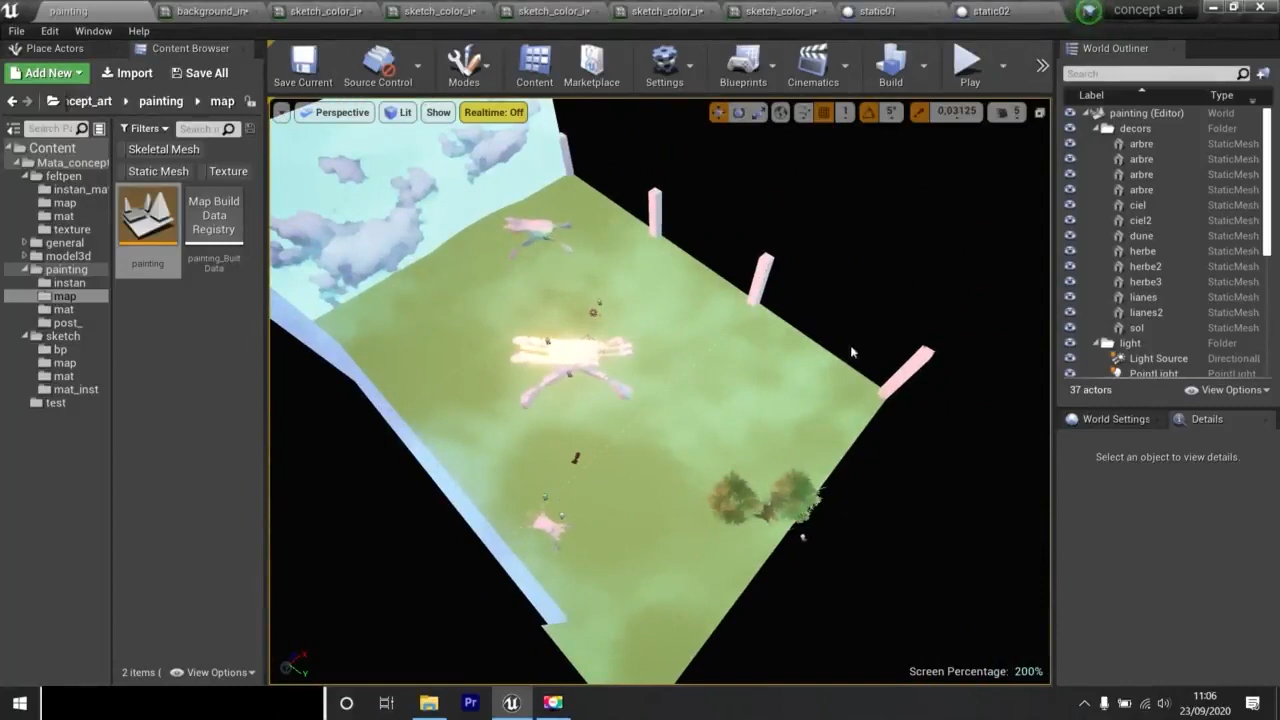 painting
background_in
sketch_color_i
sketch_color_i
sketch_color_i
sketch_color_i
sketch_color_i
static01
static02
concept-art
File Edit Window Help
Place Actors
Content Browser
Add New
Import
Save All
cept_art
painting
map
Search Pa
Filters
Search
Content
Mata_concept
feltpen
instan_ma
map
mat
texture
general
model3d
painting
instan
map
mat
post_
sketch
bp
map
mat
mat_inst
test
Skeletal Mesh
Static Mesh
Texture
painting
Map Build
Data
Registry
painting_Built
Data
2 items (
View Options
Save Current
Source Control
Modes
Content
Marketplace
Settings
Blueprints
Cinematics
Build
Play
Perspective
Lit
Show
Realtime: Off
5°
0,03125
5
X
Y
Screen Percentage: 200%
World Outliner
Search
Label Type
painting (Editor) World
decors Folder
arbre StaticMesh
arbre StaticMesh
arbre StaticMesh
arbre StaticMesh
ciel StaticMesh
ciel2 StaticMesh
dune StaticMesh
herbe StaticMesh
herbe2 StaticMesh
herbe3 StaticMesh
lianes StaticMesh
lianes2 StaticMesh
sol StaticMesh
light Folder
Light Source Directionall
PointLight PointLight
37 actors
View Options
World Settings
Details
Select an object to view details.
Pr
11:06
23/09/2020